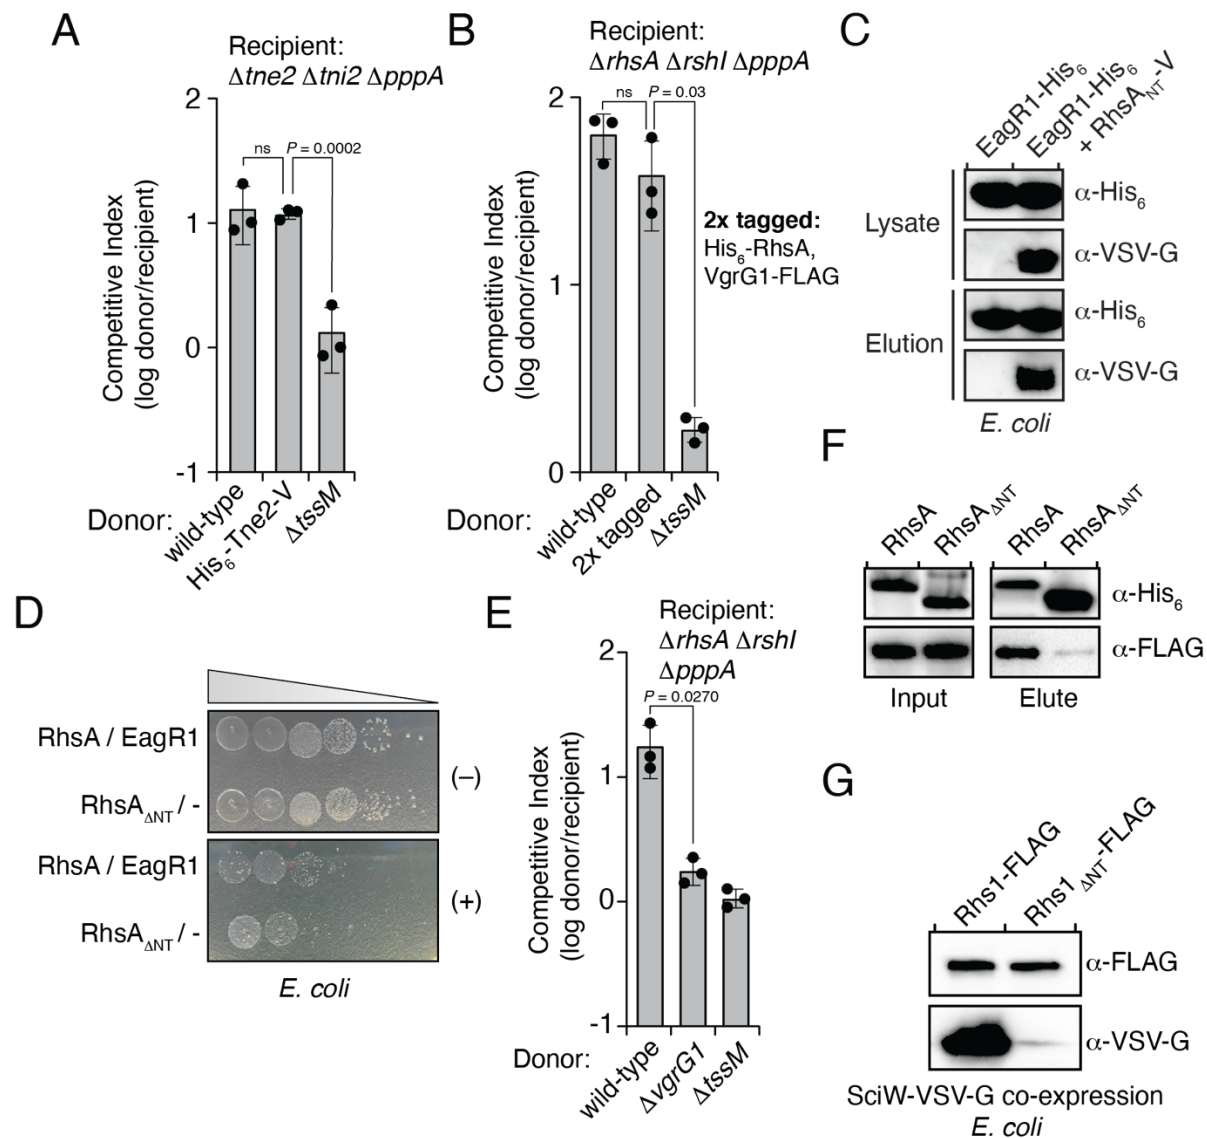 A
Recipient:
Δtne2 Δtni2 ΔpppA
2
ns
P = 0.0002
1
0
-1
Competitive Index
(log donor/recipient)
Donor:
wild-type
His6-Tne2-V
ΔtssM
B
Recipient:
ΔrhsA ΔrshI ΔpppA
2
ns
P = 0.03
1
0
Competitive Index
(log donor/recipient)
2x tagged:
His6-RhsA,
VgrG1-FLAG
Donor:
wild-type
2x tagged
ΔtssM
C
EagR1-His6
EagR1-His6
+ RhsANT-V
Lysate
α-His6
α-VSV-G
Elution
α-His6
α-VSV-G
E. coli
D
RhsA / EagR1
RhsAΔNT / -
(–)
RhsA / EagR1
RhsAΔNT / -
(+)
E. coli
E
Recipient:
ΔrhsA ΔrshI
ΔpppA
2
P = 0.0270
1
0
-1
Competitive Index
(log donor/recipient)
Donor:
wild-type
ΔvgrG1
ΔtssM
F
RhsA
RhsAΔNT
RhsA
RhsAΔNT
α-His6
α-FLAG
Input
Elute
G
Rhs1-FLAG
Rhs1ΔNT-FLAG
α-FLAG
α-VSV-G
SciW-VSV-G co-expression
E. coli